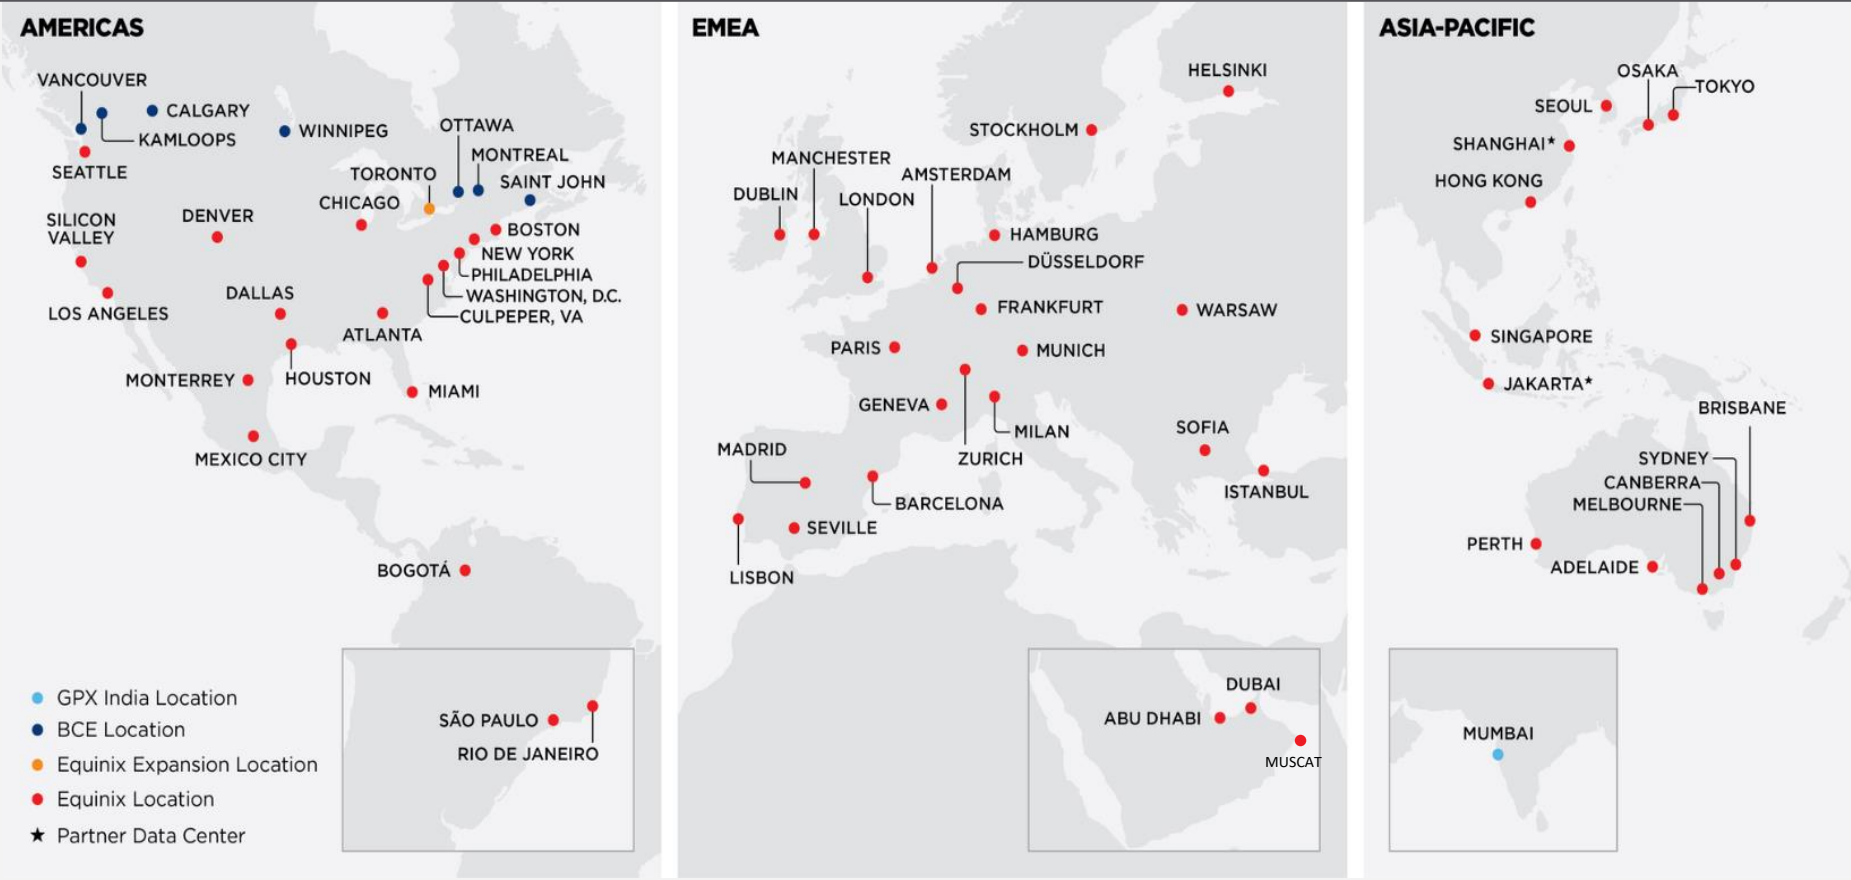 AMERICAS
VANCOUVER
CALGARY
KAMLOOPS
WINNIPEG
SEATTLE
OTTAWA
MONTREAL
TORONTO
SAINT JOHN
CHICAGO
SILICON
VALLEY
DENVER
BOSTON
NEW YORK
PHILADELPHIA
WASHINGTON, D.C.
CULPEPER, VA
LOS ANGELES
DALLAS
ATLANTA
HOUSTON
MONTERREY
MIAMI
MEXICO CITY
BOGOTÁ
SÃO PAULO
RIO DE JANEIRO
GPX India Location
BCE Location
Equinix Expansion Location
Equinix Location
★ Partner Data Center
EMEA
HELSINKI
STOCKHOLM
MANCHESTER
AMSTERDAM
DUBLIN
LONDON
HAMBURG
DÜSSELDORF
FRANKFURT
WARSAW
PARIS
MUNICH
GENEVA
MILAN
SOFIA
MADRID
ZURICH
ISTANBUL
BARCELONA
SEVILLE
LISBON
DUBAI
ABU DHABI
MUSCAT
ASIA-PACIFIC
OSAKA
TOKYO
SEOUL
SHANGHAI★
HONG KONG
SINGAPORE
JAKARTA★
BRISBANE
SYDNEY
CANBERRA
MELBOURNE
PERTH
ADELAIDE
MUMBAI